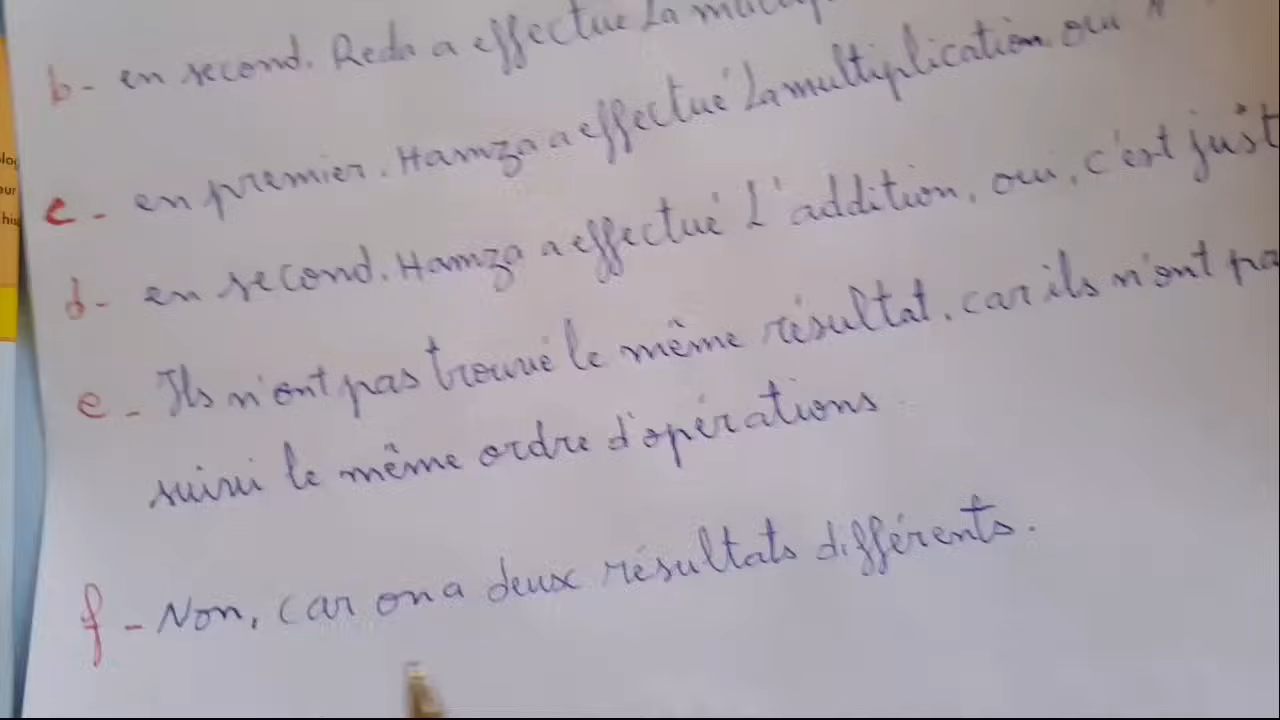 b- en second. Reda a effectué la
c- en premier. Hamza a effectué la multiplication oui
d- en second. Hamza a effectué l'addition, oui, c'est just
e- Ils n'ont pas trouvé le même résultat, car ils n'ont pa
suivi le même ordre d'opérations.
f- Non, car on a deux résultats différents.